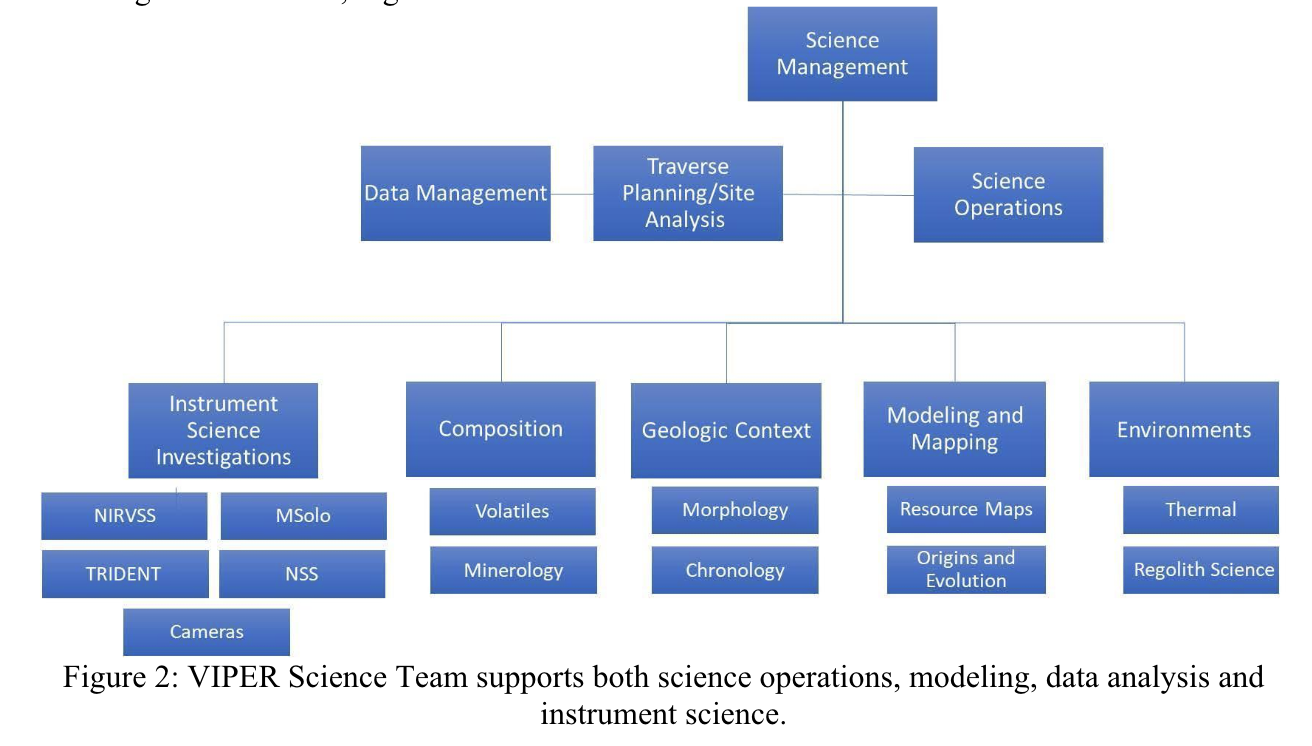 Science
Management
Data Management
Traverse
Planning/Site
Analysis
Science
Operations
Instrument
Science
Investigations
Composition
Geologic Context
Modeling and
Mapping
Environments
NIRVSS
MSolo
TRIDENT
NSS
Cameras
Volatiles
Minerology
Morphology
Chronology
Resource Maps
Origins and
Evolution
Thermal
Regolith Science
Figure 2: VIPER Science Team supports both science operations, modeling, data analysis and
instrument science.